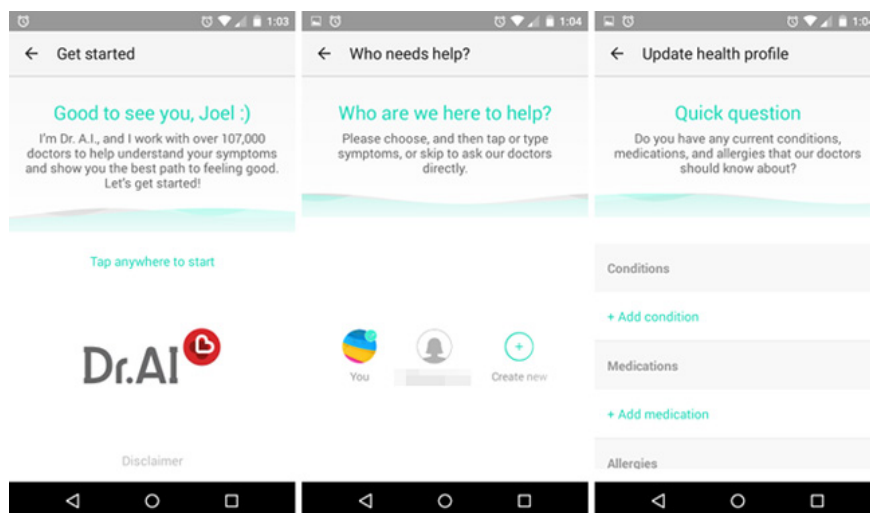 1:03
Get started
Good to see you, Joel :)
I'm Dr. A.I., and I work with over 107,000
doctors to help understand your symptoms
and show you the best path to feeling good.
Let's get started!
Tap anywhere to start
Dr.AI
Disclaimer
1:04
Who needs help?
Who are we here to help?
Please choose, and then tap or type
symptoms, or skip to ask our doctors
directly.
You
Create new
1:04
Update health profile
Quick question
Do you have any current conditions,
medications, and allergies that our doctors
should know about?
Conditions
+ Add condition
Medications
+ Add medication
Allergies